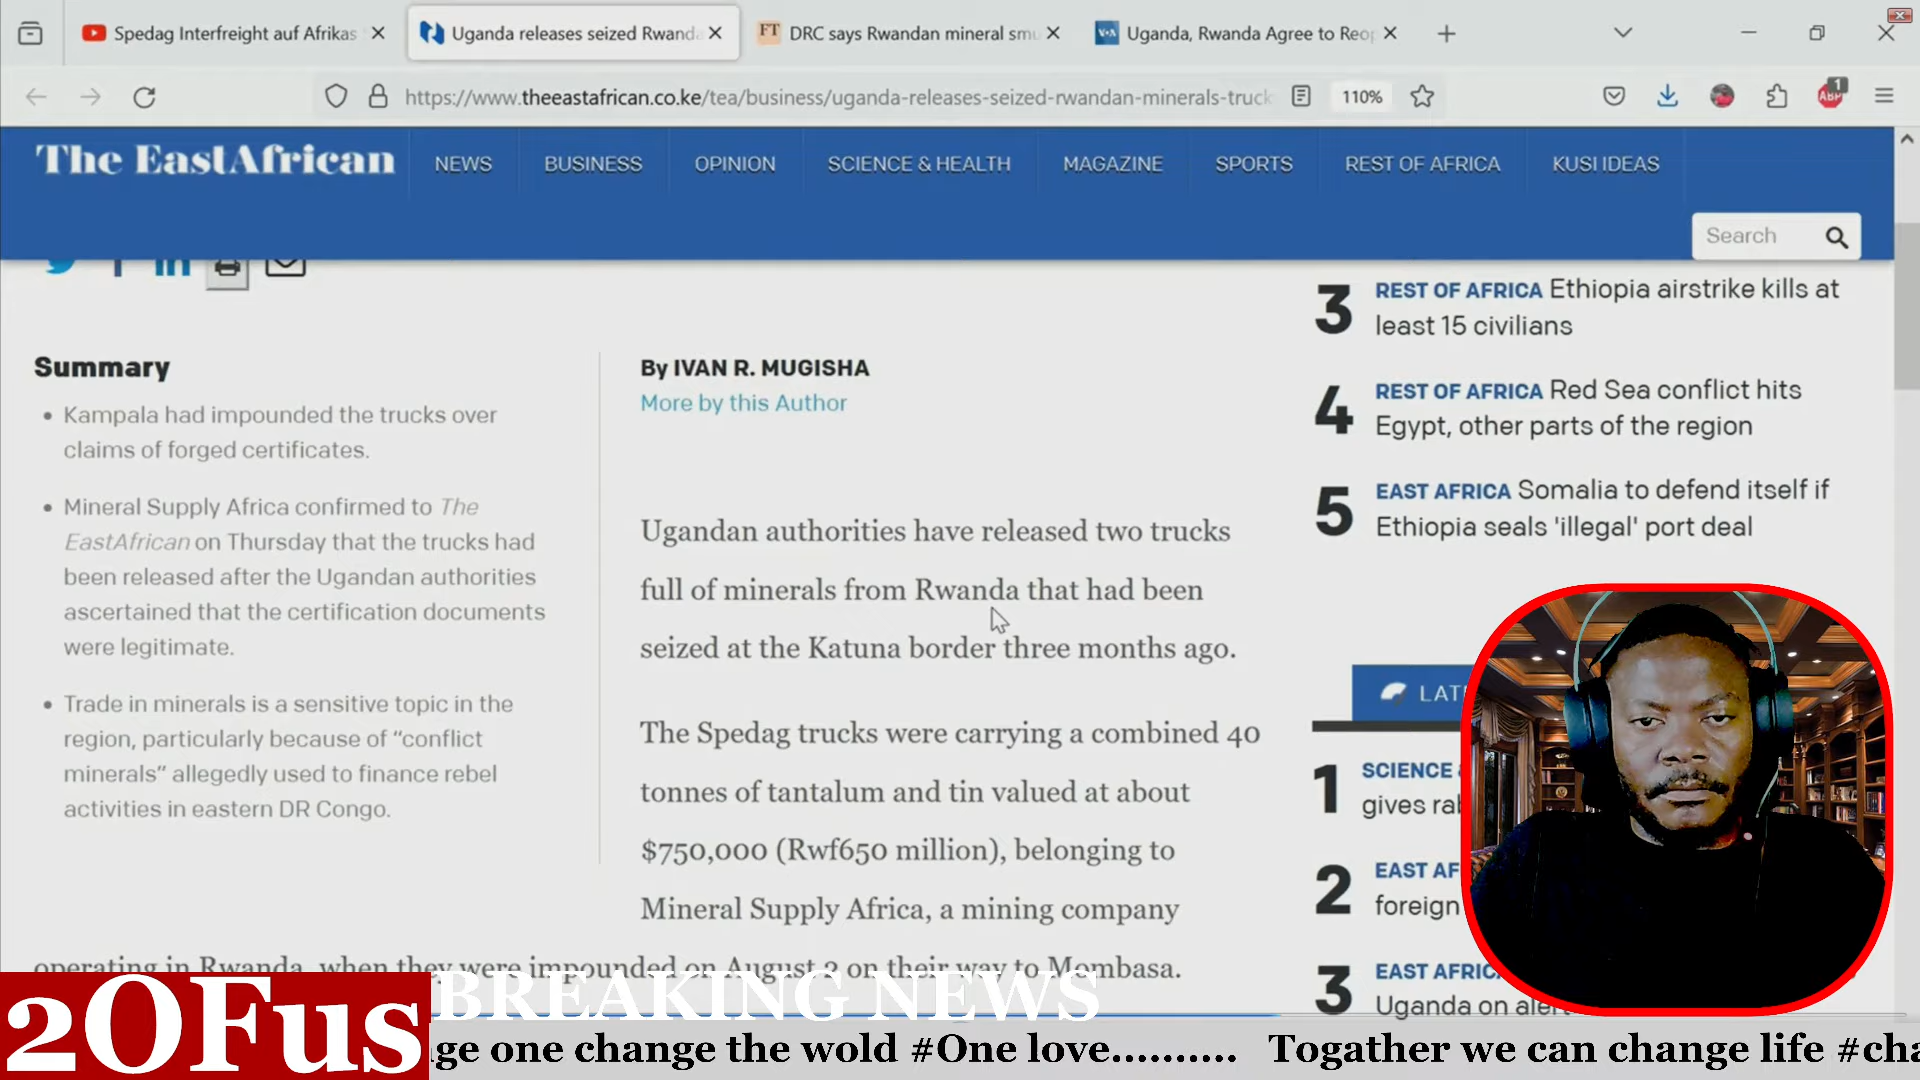 Spedag Interfreight auf Afrikas
Uganda releases seized Rwanda
FT DRC says Rwandan mineral smu
VOA Uganda, Rwanda Agree to Reop
https://www.theeastafrican.co.ke/tea/business/uganda-releases-seized-rwandan-minerals-truck
110%
ABP 1
The EastAfrican
NEWS
BUSINESS
OPINION
SCIENCE & HEALTH
MAGAZINE
SPORTS
REST OF AFRICA
KUSI IDEAS
Search
Summary
• Kampala had impounded the trucks over
claims of forged certificates.
• Mineral Supply Africa confirmed to The
EastAfrican on Thursday that the trucks had
been released after the Ugandan authorities
ascertained that the certification documents
were legitimate.
• Trade in minerals is a sensitive topic in the
region, particularly because of “conflict
minerals” allegedly used to finance rebel
activities in eastern DR Congo.
By IVAN R. MUGISHA
More by this Author
Ugandan authorities have released two trucks
full of minerals from Rwanda that had been
seized at the Katuna border three months ago.
The Spedag trucks were carrying a combined 40
tonnes of tantalum and tin valued at about
$750,000 (Rwf650 million), belonging to
Mineral Supply Africa, a mining company
operating in Rwanda, when they were impounded on August 3 on their way to Mombasa.
3 REST OF AFRICA Ethiopia airstrike kills at
least 15 civilians
4 REST OF AFRICA Red Sea conflict hits
Egypt, other parts of the region
5 EAST AFRICA Somalia to defend itself if
Ethiopia seals 'illegal' port deal
LAT
1 SCIENCE
gives ra
2 EAST AF
foreign
3 EAST AFRIC
Uganda on ale
2OFus
BREAKING NEWS
ge one change the wold #One love.......... Togather we can change life #cha